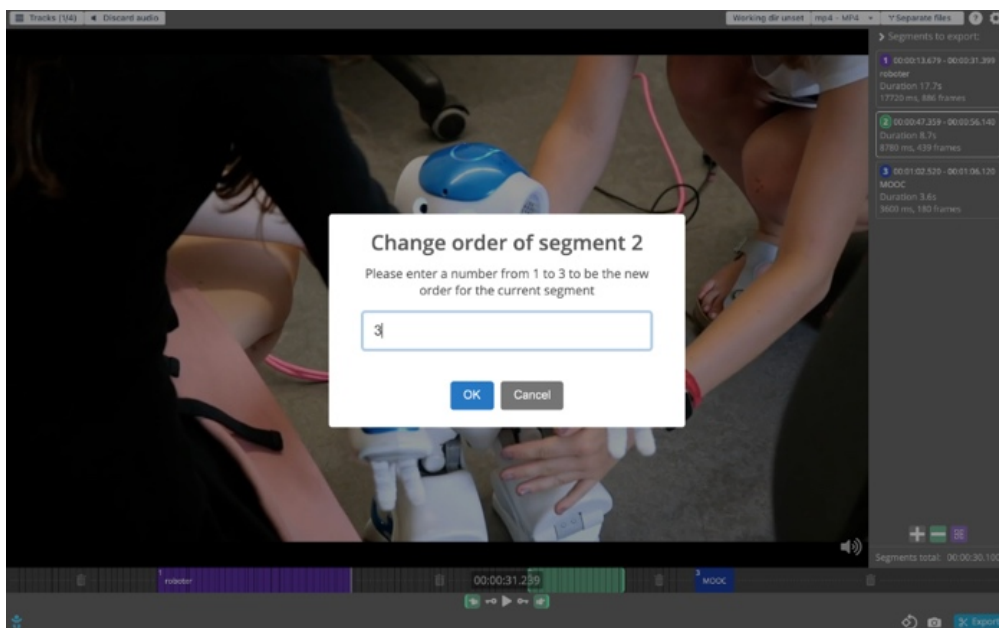 Tracks (1/4) Discard audio Working dir unset mp4 - MP4 Separate files
Segments to export:
1 00:00:13.679 - 00:00:31.399
roboter
Duration 17.7s
17720 ms, 886 frames
2 00:00:47.359 - 00:00:56.140
Duration 8.7s
8780 ms, 439 frames
3 00:01:02.520 - 00:01:06.120
MOOC
Duration 3.6s
3600 ms, 180 frames
Change order of segment 2
Please enter a number from 1 to 3 to be the new
order for the current segment
3
OK Cancel
Segments total: 00:00:30.100
1 roboter 00:00:31.239 3 MOOC
Export